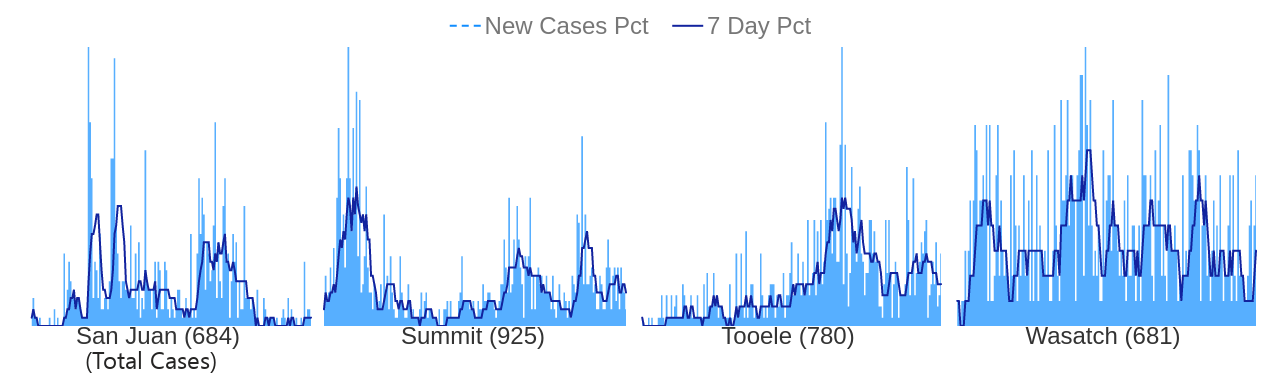 New Cases Pct 7 Day Pct
San Juan (684) Summit (925) Tooele (780) Wasatch (681)
(Total Cases)